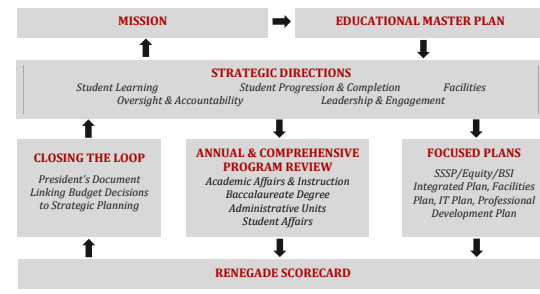 MISSION
EDUCATIONAL MASTER PLAN
STRATEGIC DIRECTIONS
Student Learning Student Progression & Completion Facilities
Oversight & Accountability Leadership & Engagement
CLOSING THE LOOP
President's Document
Linking Budget Decisions
to Strategic Planning
ANNUAL & COMPREHENSIVE
PROGRAM REVIEW
Academic Affairs & Instruction
Baccalaureate Degree
Administrative Units
Student Affairs
FOCUSED PLANS
SSSP/Equity/BSI
Integrated Plan, Facilities
Plan, IT Plan, Professional
Development Plan
RENEGADE SCORECARD